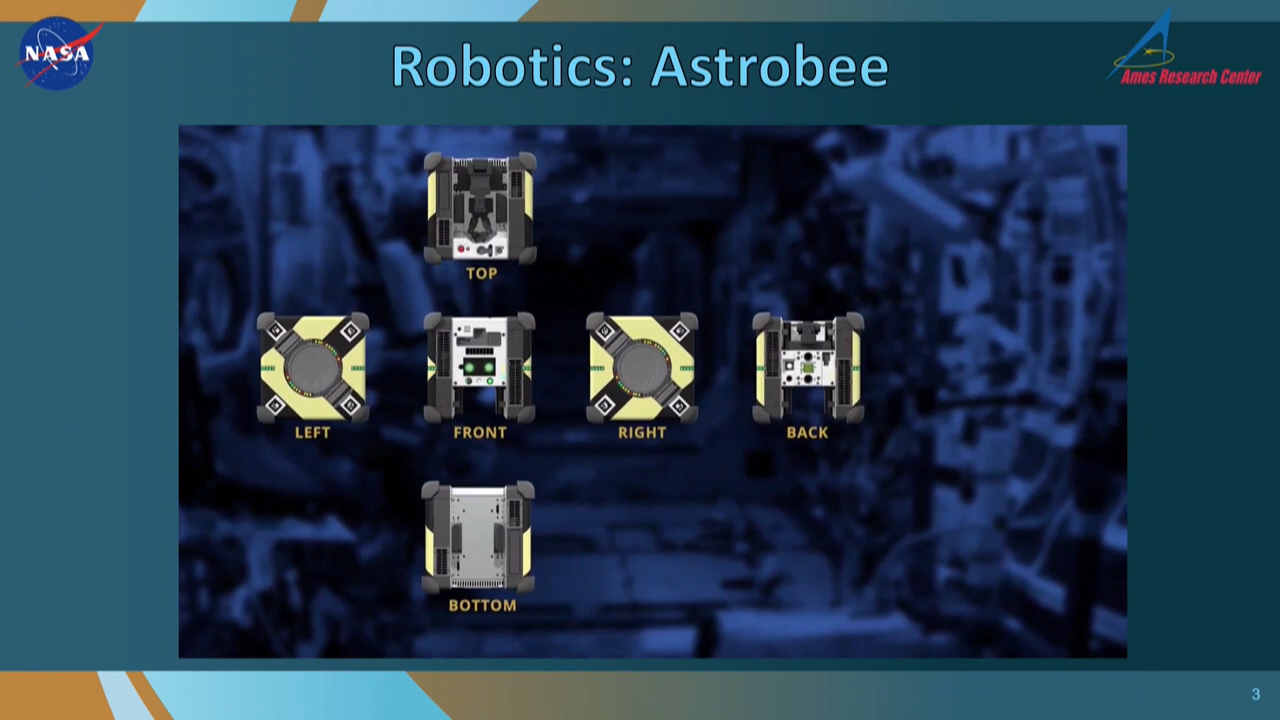 NASA
Robotics: Astrobee
Ames Research Center
TOP
LEFT
FRONT
RIGHT
BACK
BOTTOM
3